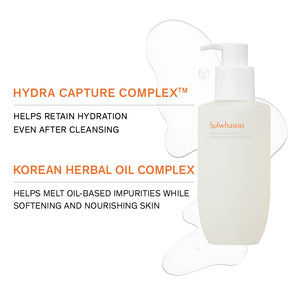 HYDRA CAPTURE COMPLEX™
HELPS RETAIN HYDRATION
EVEN AFTER CLEANSING
KOREAN HERBAL OIL COMPLEX
HELPS MELT OIL-BASED IMPURITIES WHILE
SOFTENING AND NOURISHING SKIN
Sulwhasoo